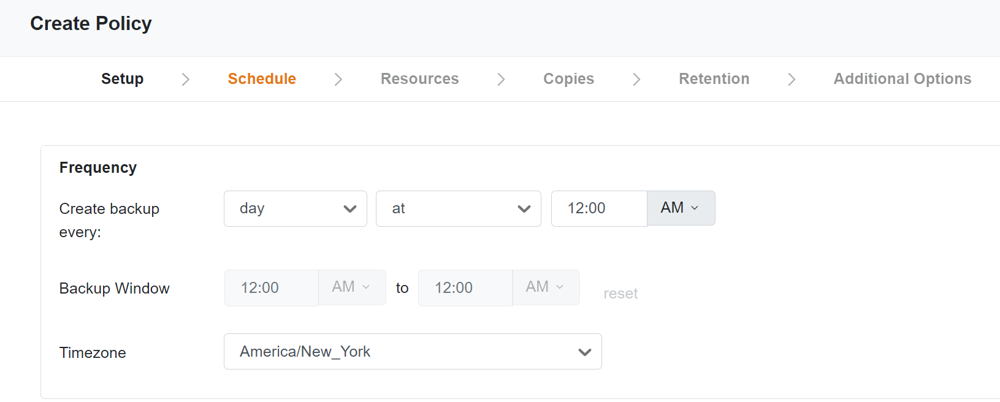 Create Policy
Setup Schedule Resources Copies Retention Additional Options
Frequency
Create backup every: day at 12:00 AM
Backup Window 12:00 AM to 12:00 AM reset
Timezone America/New_York